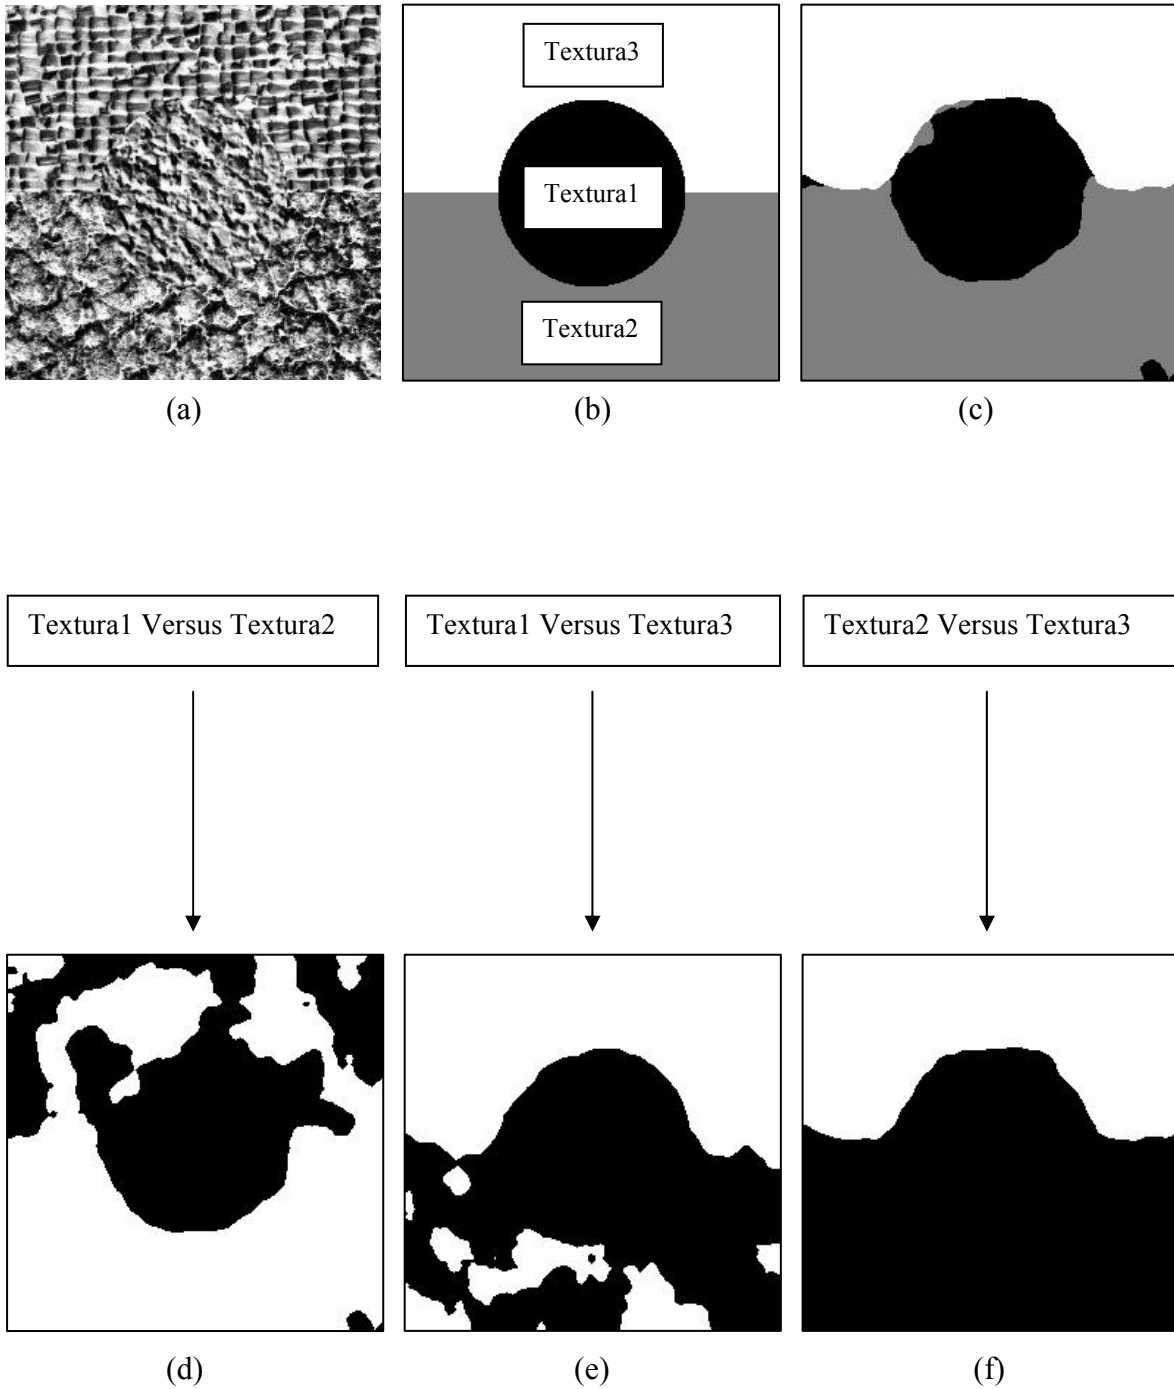 Textura3
Textura1
Textura2
(a)
(b)
(c)
Textura1 Versus Textura2
Textura1 Versus Textura3
Textura2 Versus Textura3
(d)
(e)
(f)